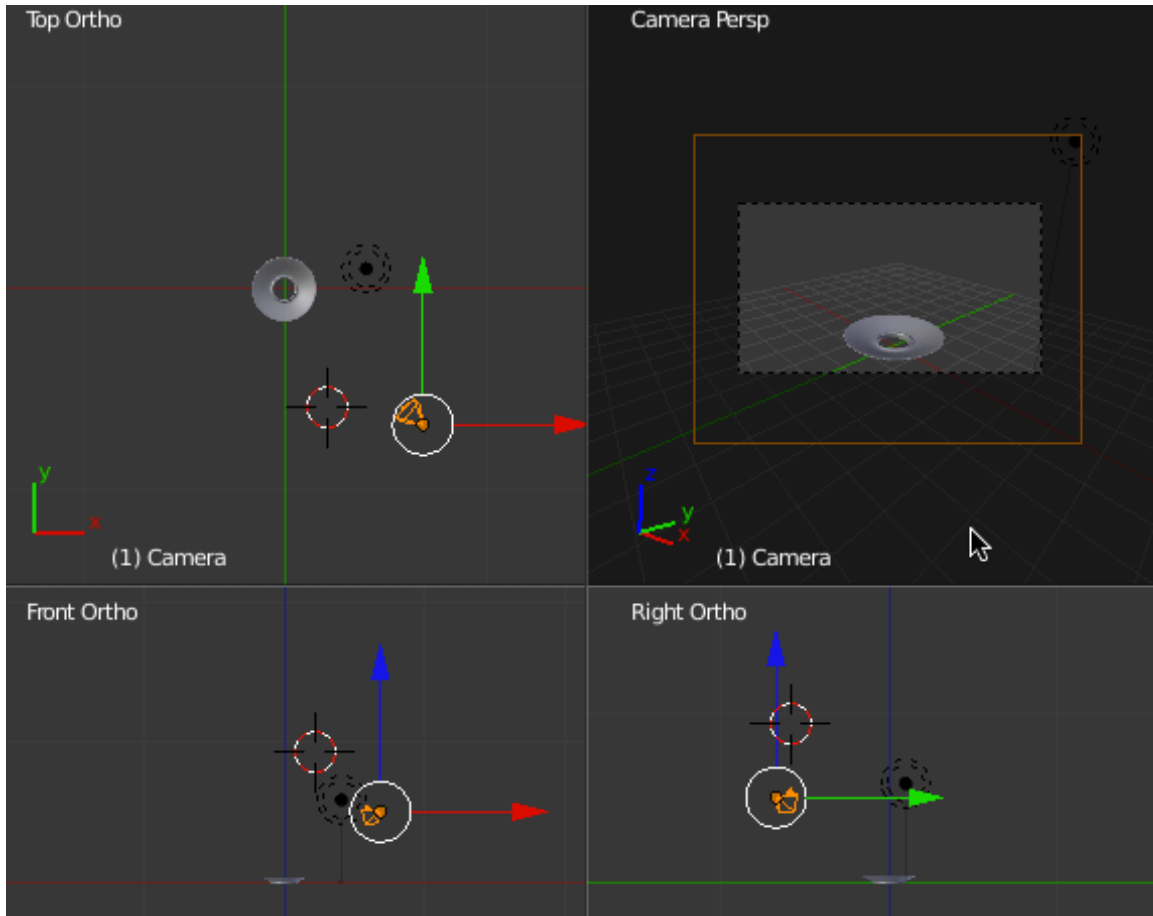 Top Ortho
Camera Persp
y
x
(1) Camera
z
y
x
(1) Camera
Front Ortho
Right Ortho